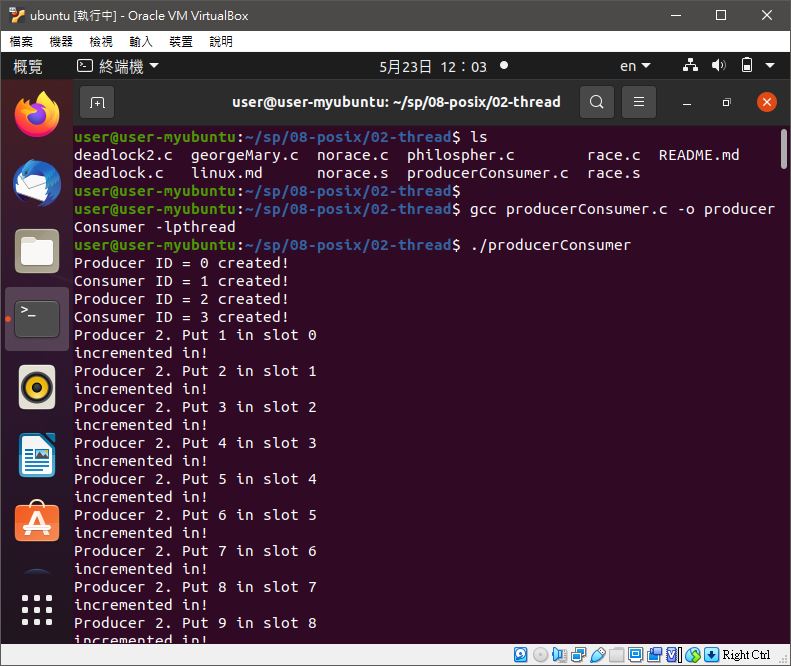 ubuntu [執行中] - Oracle VM VirtualBox
檔案 機器 檢視 輸入 裝置 說明
概覽 終端機 5月23日 12：03 en
user@user-myubuntu: ~/sp/08-posix/02-thread
user@user-myubuntu:~/sp/08-posix/02-thread$ ls
deadlock2.c georgeMary.c norace.c philospher.c race.c README.md
deadlock.c linux.md norace.s producerConsumer.c race.s
user@user-myubuntu:~/sp/08-posix/02-thread$
user@user-myubuntu:~/sp/08-posix/02-thread$ gcc producerConsumer.c -o producer
Consumer -lpthread
user@user-myubuntu:~/sp/08-posix/02-thread$ ./producerConsumer
Producer ID = 0 created!
Consumer ID = 1 created!
Producer ID = 2 created!
Consumer ID = 3 created!
Producer 2. Put 1 in slot 0
incremented in!
Producer 2. Put 2 in slot 1
incremented in!
Producer 2. Put 3 in slot 2
incremented in!
Producer 2. Put 4 in slot 3
incremented in!
Producer 2. Put 5 in slot 4
incremented in!
Producer 2. Put 6 in slot 5
incremented in!
Producer 2. Put 7 in slot 6
incremented in!
Producer 2. Put 8 in slot 7
incremented in!
Producer 2. Put 9 in slot 8
incremented in!
Right Ctrl